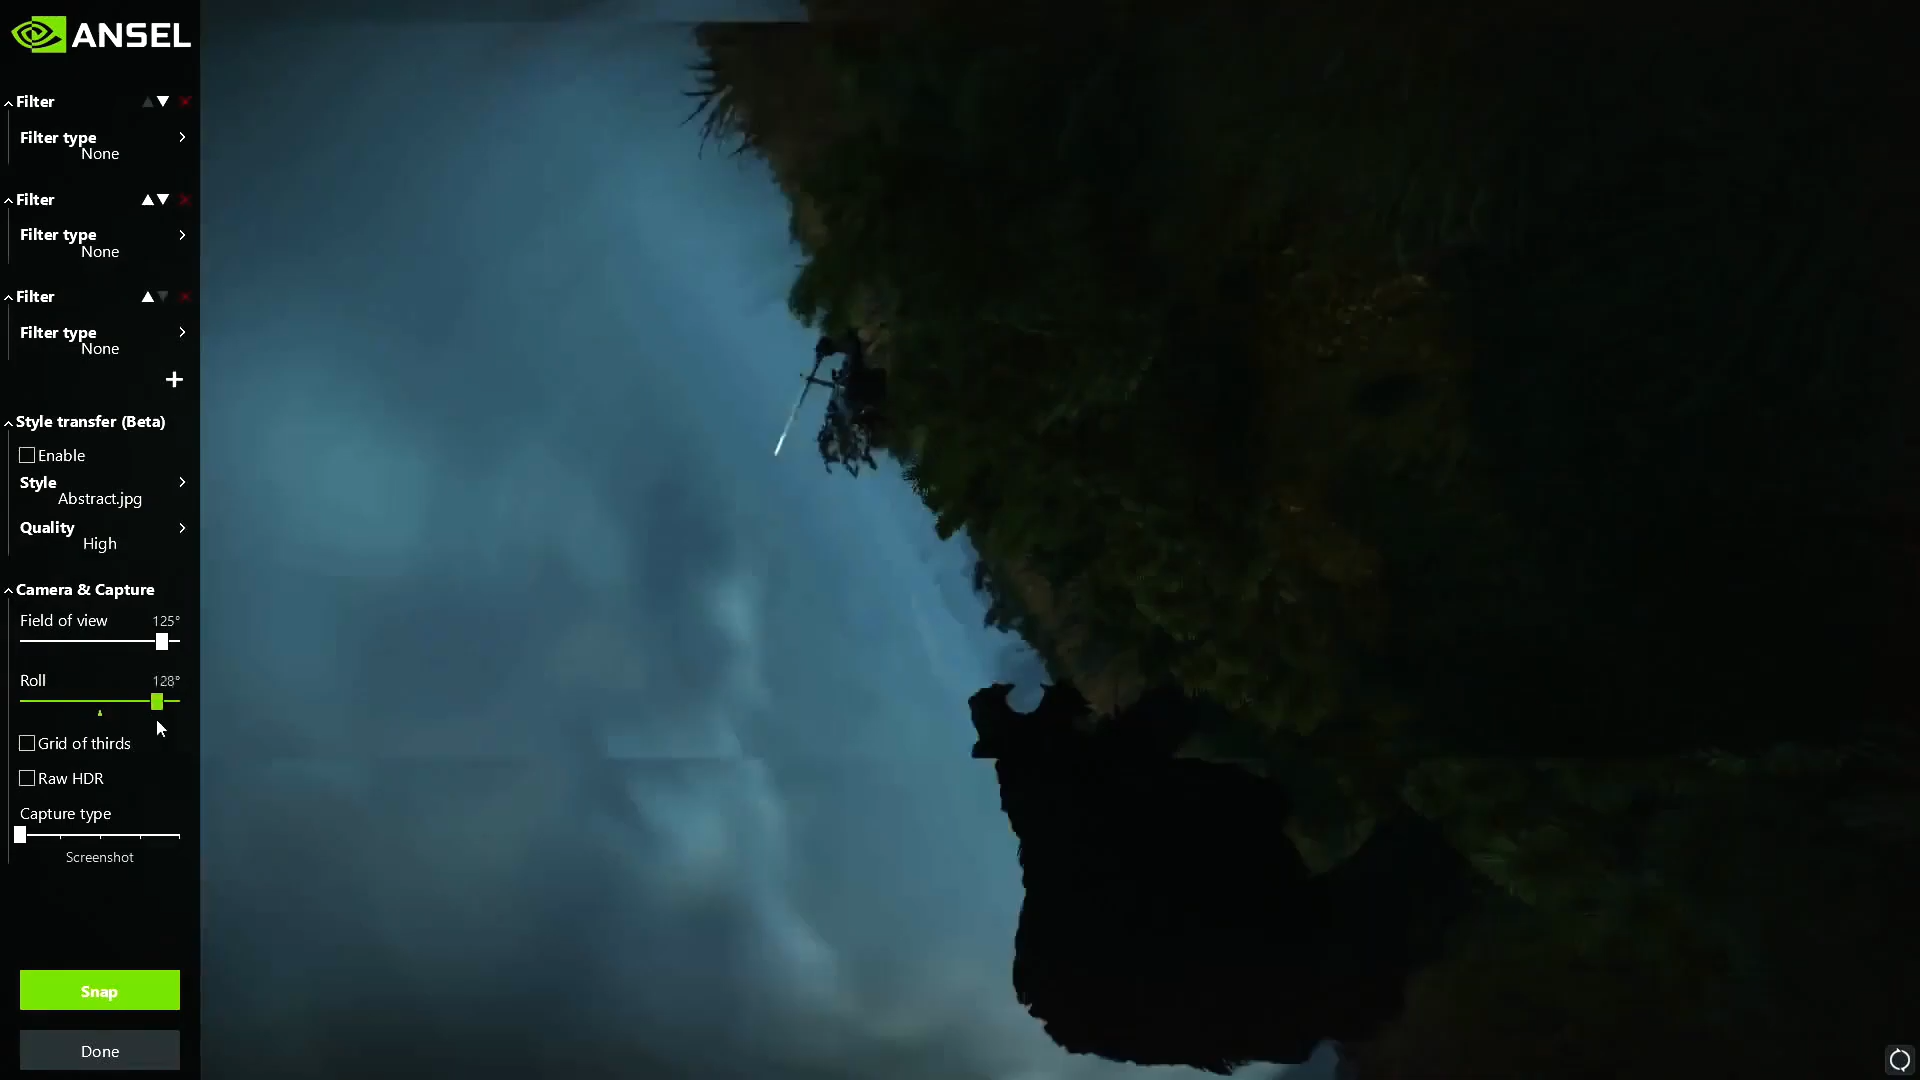 ANSEL
Filter
Filter type
None
Filter
Filter type
None
Filter
Filter type
None
Style transfer (Beta)
Enable
Style
Abstract.jpg
Quality
High
Camera & Capture
Field of view 125°
Roll 128°
Grid of thirds
Raw HDR
Capture type
Screenshot
Snap
Done